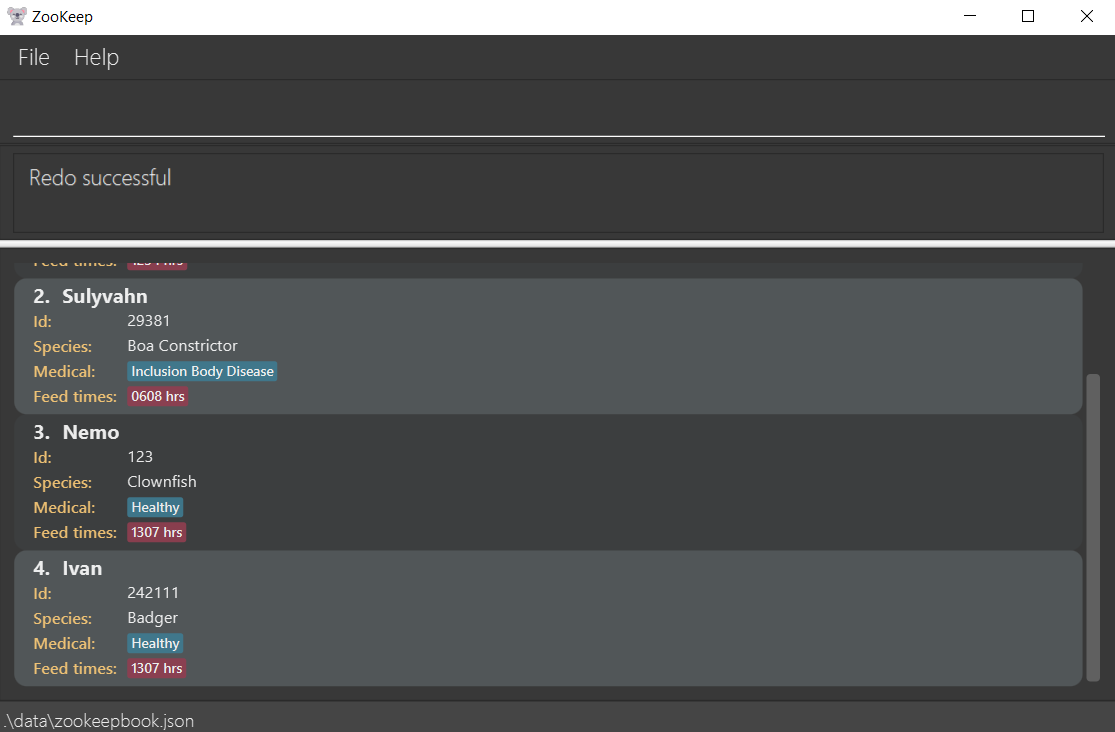 ZooKeep
File Help
Redo successful
Feed times:
2. Sulyvahn
Id: 29381
Species: Boa Constrictor
Medical: Inclusion Body Disease
Feed times: 0608 hrs
3. Nemo
Id: 123
Species: Clownfish
Medical: Healthy
Feed times: 1307 hrs
4. Ivan
Id: 242111
Species: Badger
Medical: Healthy
Feed times: 1307 hrs
.\data\zookeepbook.json